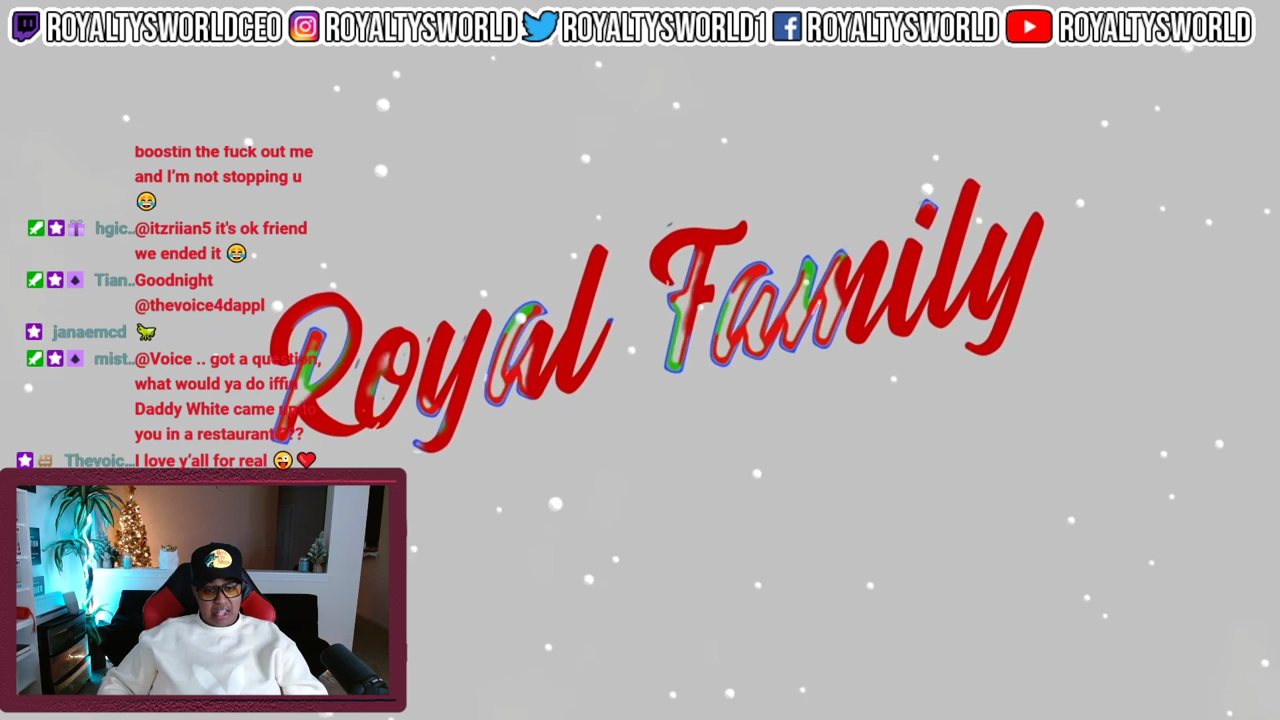 ROYALTYSWORLDCEO ROYALTYSWORLD ROYALTYSWORLD1 ROYALTYSWORLD ROYALTYSWORLD
boostin the fuck out me
and I'm not stopping u
😂
hgic.. @itzriian5 it's ok friend
we ended it 😂
Tian.. Goodnight
@thevoice4dappl
janaemcd
mist.. @Voice .. got a question,
what would ya do iffin
Daddy White came up to
you in a restaurant
Thevoic... I love y'all for real 😜❤️
Royal Family